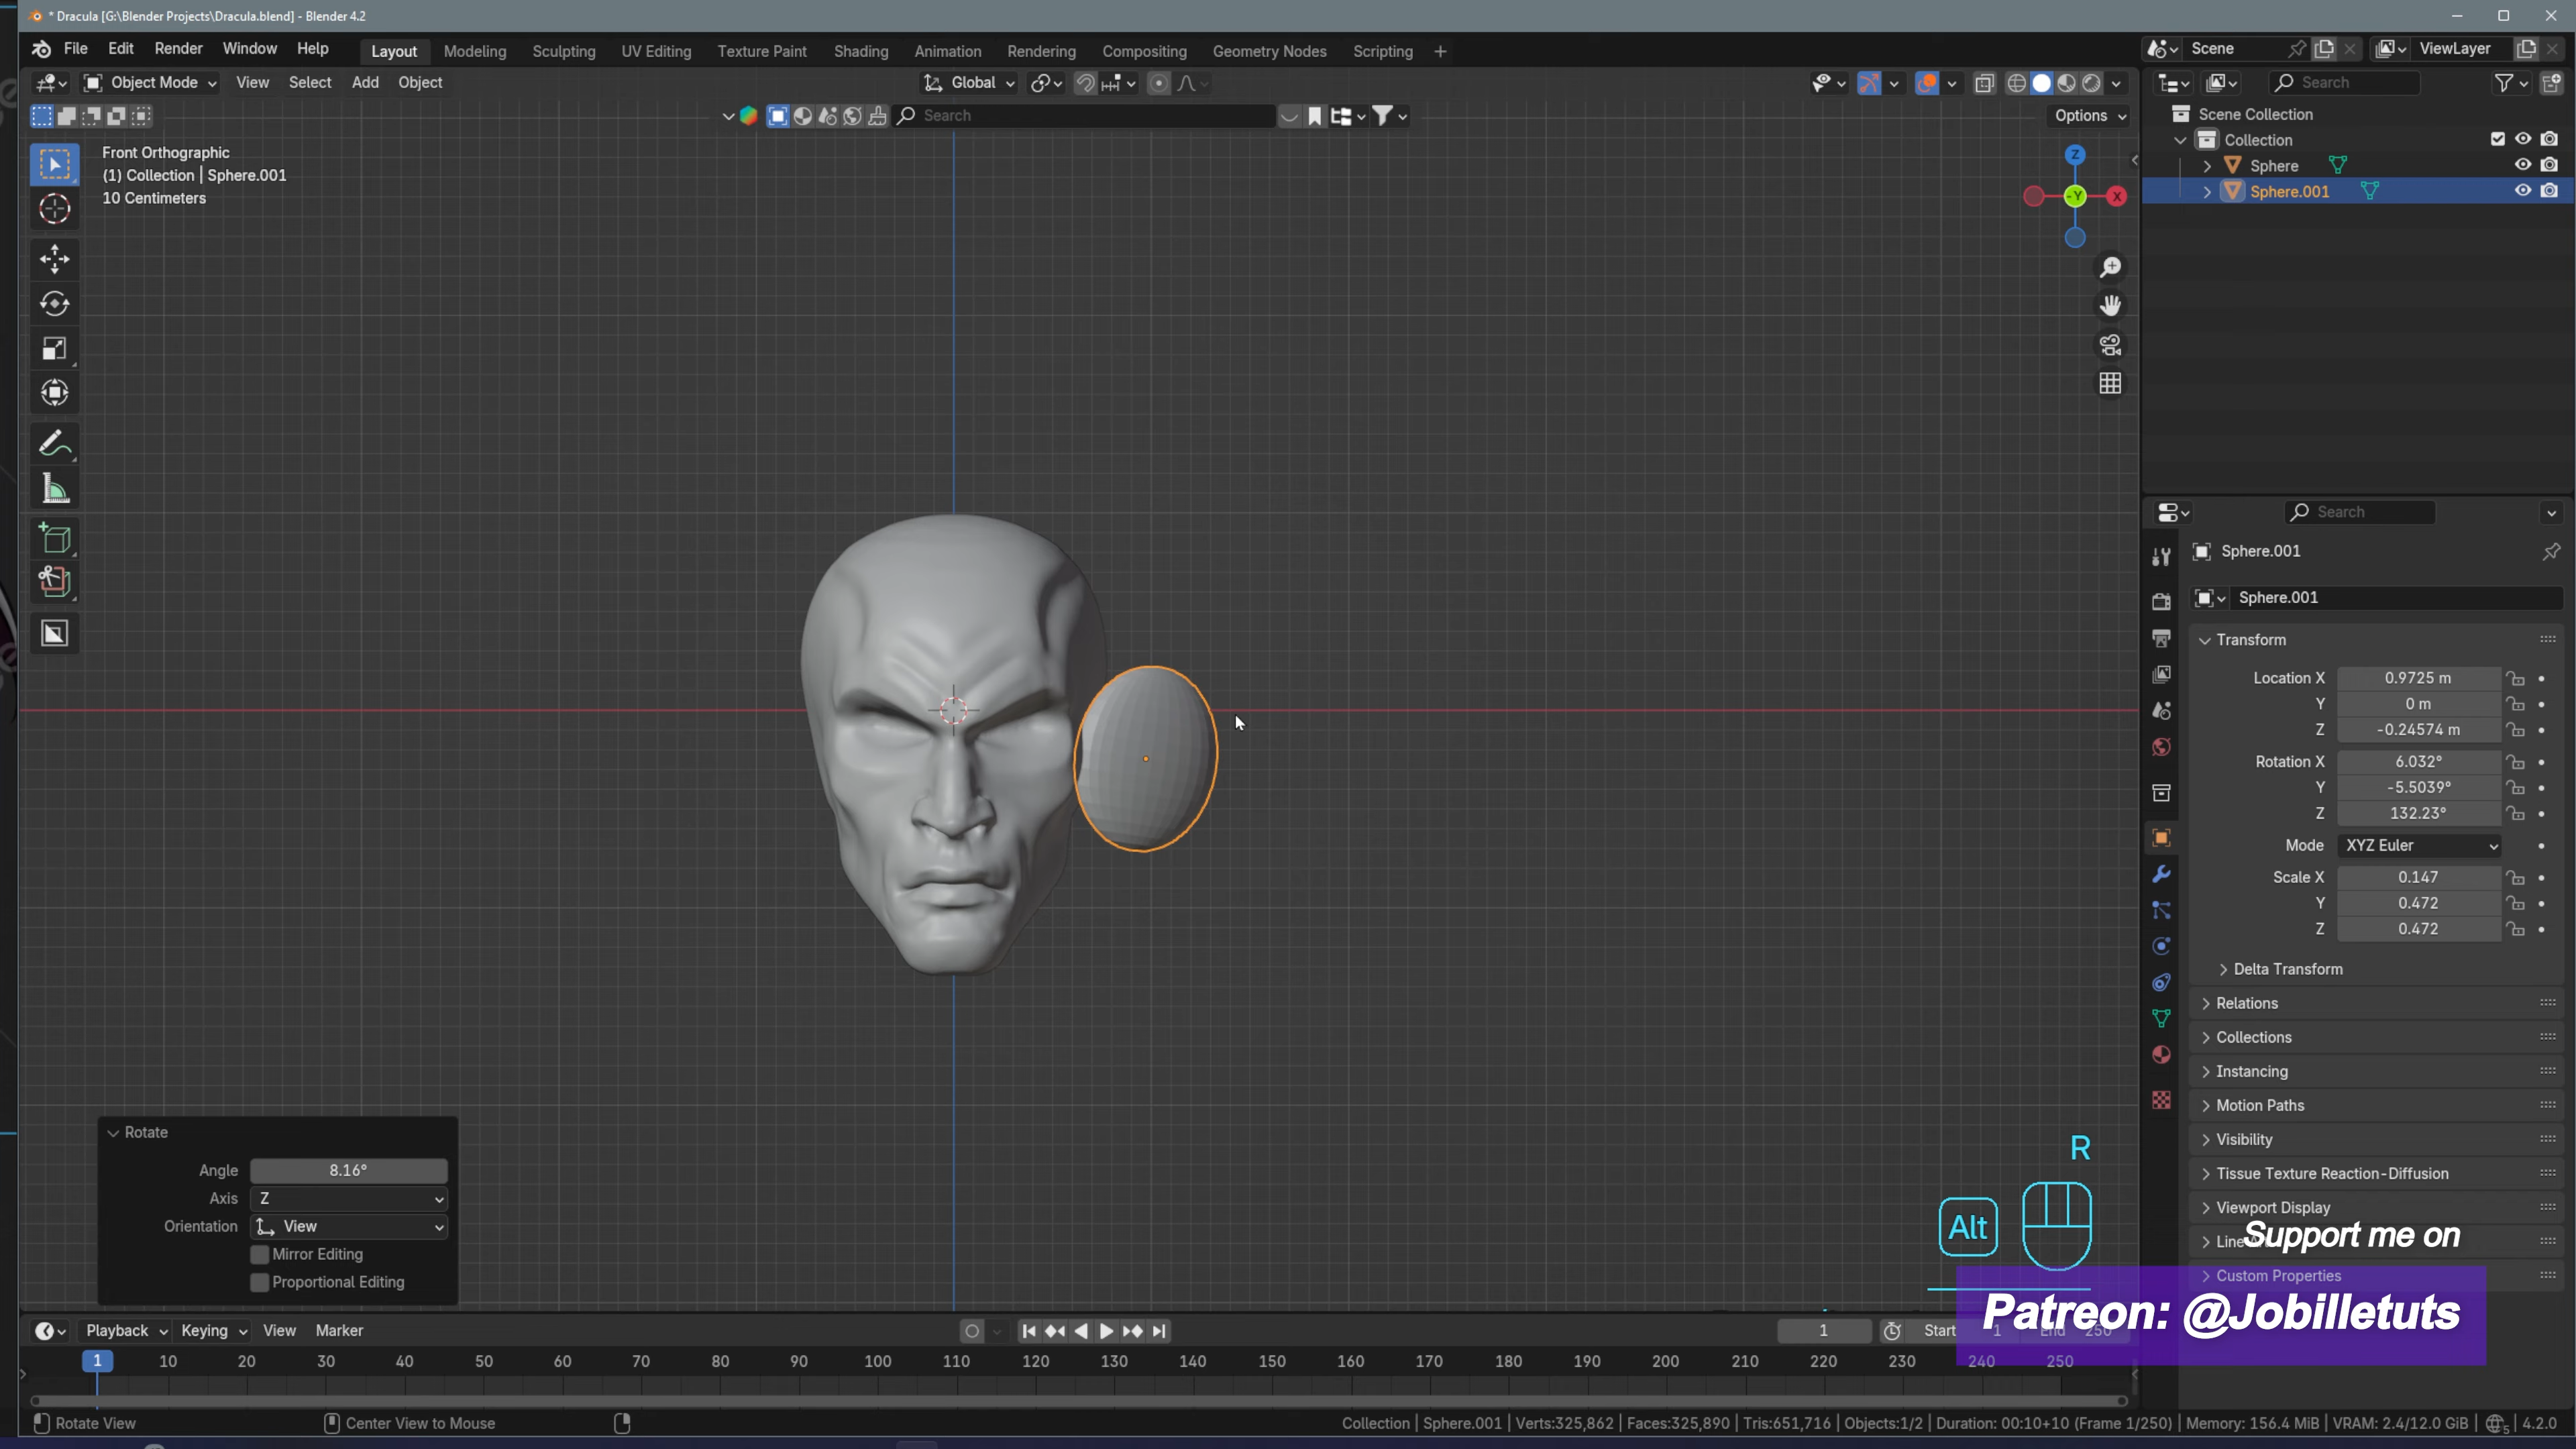 * Dracula [G:\Blender Projects\Dracula.blend] - Blender 4.2
File Edit Render Window Help Layout Modeling Sculpting UV Editing Texture Paint Shading Animation Rendering Compositing Geometry Nodes Scripting + Scene ViewLayer
Object Mode View Select Add Object Global Search
Search Options
Front Orthographic
(1) Collection | Sphere.001
10 Centimeters
Z
-Y X
Scene Collection
Collection
Sphere
Sphere.001
Search
Sphere.001
Sphere.001
Transform
Location X 0.9725 m
Y 0 m
Z -0.24574 m
Rotation X 6.032°
Y -5.5039°
Z 132.23°
Mode XYZ Euler
Scale X 0.147
Y 0.472
Z 0.472
Delta Transform
Relations
Collections
Instancing
Motion Paths
Visibility
Tissue Texture Reaction-Diffusion
Viewport Display
Line
Custom Properties
Rotate
Angle 8.16°
Axis Z
Orientation View
Mirror Editing
Proportional Editing
R
Alt
Support me on
Patreon: @Jobilletuts
Playback Keying View Marker 1 Start 1 End 250
1 10 20 30 40 50 60 70 80 90 100 110 120 130 140 150 160 170 180 190 200 210 220 230 240 250
Rotate View Center View to Mouse Collection | Sphere.001 | Verts:325,862 | Faces:325,890 | Tris:651,716 | Objects:1/2 | Duration: 00:10+10 (Frame 1/250) | Memory: 156.4 MiB | VRAM: 2.4/12.0 GiB | 5 | 4.2.0